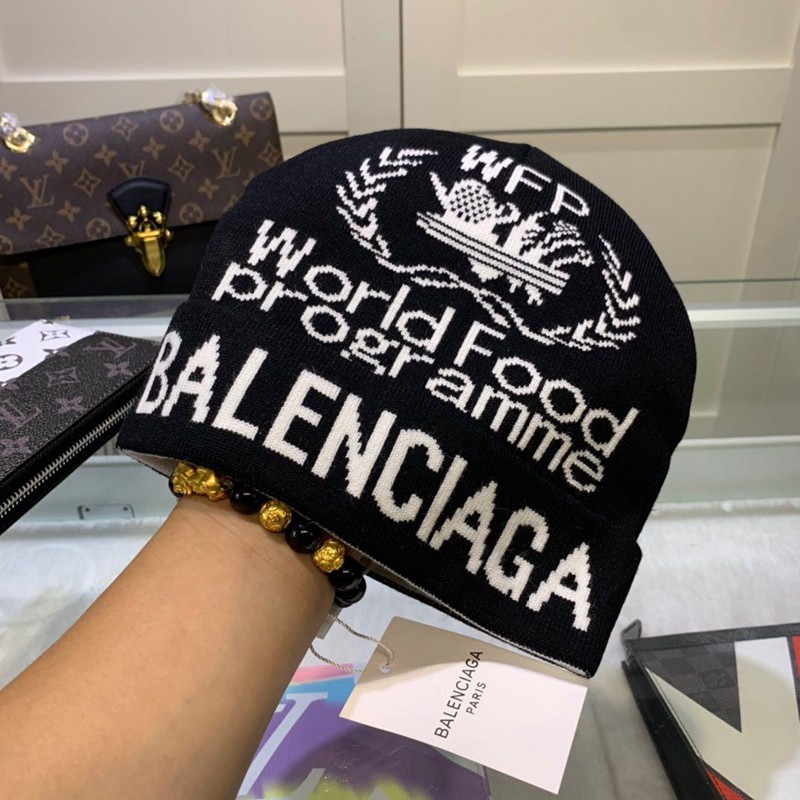 WFP
World Food
programme
BALENCIAGA
BALENCIAGA
PARIS